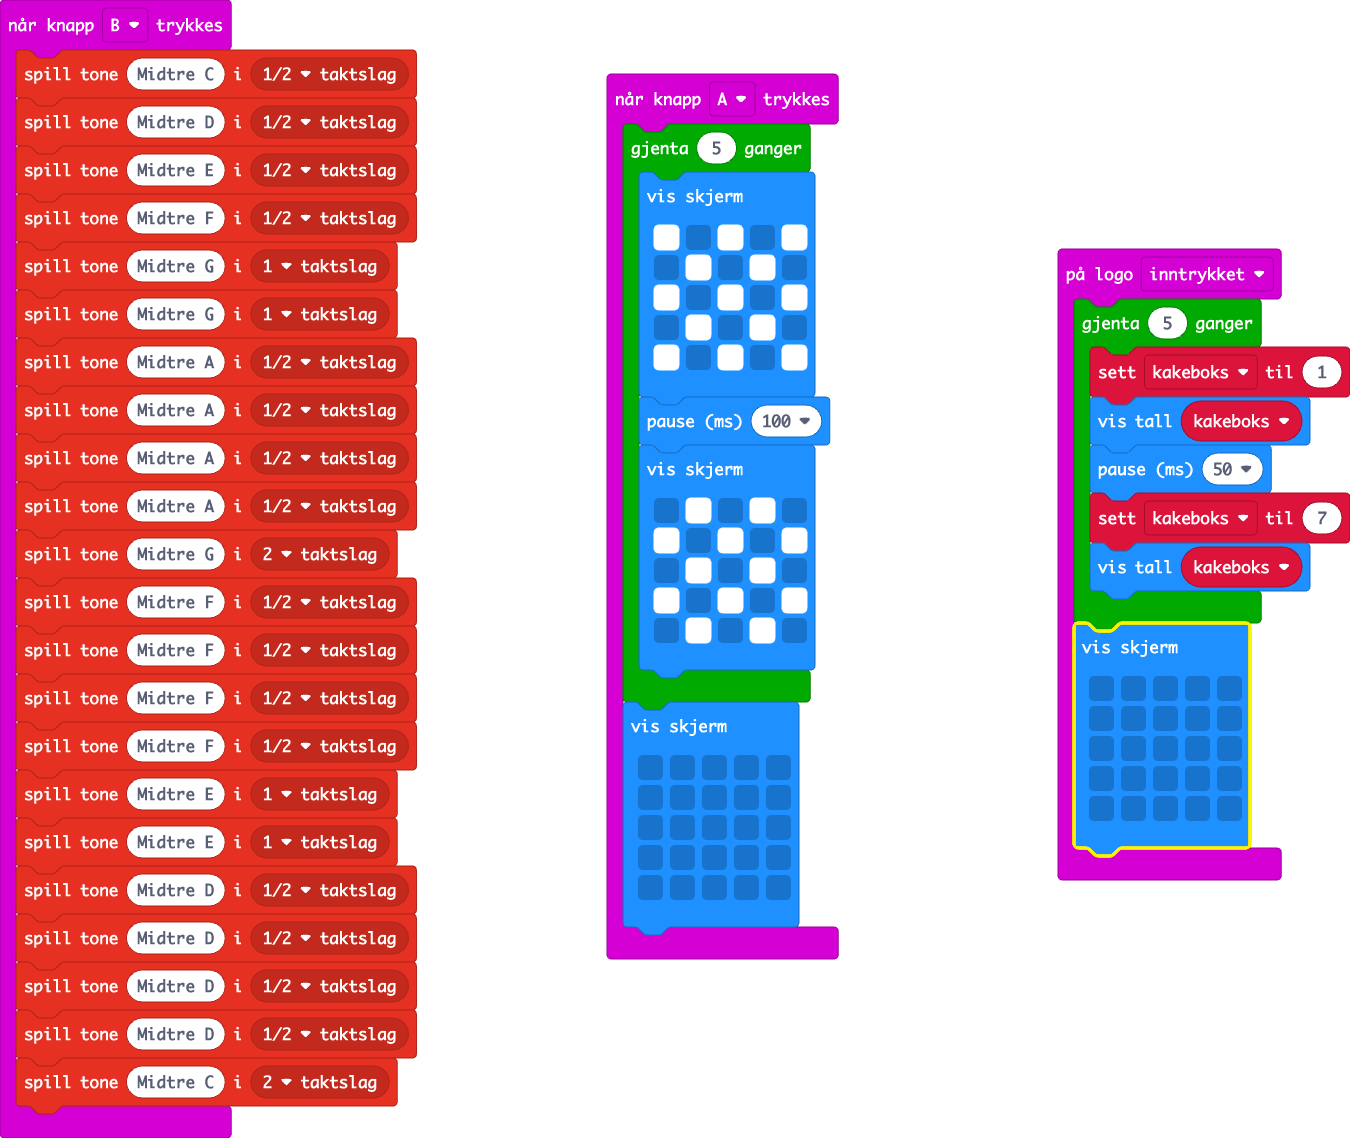 når knapp B trykkes
spill tone Midtre C i 1/2 taktslag
spill tone Midtre D i 1/2 taktslag
spill tone Midtre E i 1/2 taktslag
spill tone Midtre F i 1/2 taktslag
spill tone Midtre G i 1 taktslag
spill tone Midtre G i 1 taktslag
spill tone Midtre A i 1/2 taktslag
spill tone Midtre A i 1/2 taktslag
spill tone Midtre A i 1/2 taktslag
spill tone Midtre A i 1/2 taktslag
spill tone Midtre G i 2 taktslag
spill tone Midtre F i 1/2 taktslag
spill tone Midtre F i 1/2 taktslag
spill tone Midtre F i 1/2 taktslag
spill tone Midtre F i 1/2 taktslag
spill tone Midtre E i 1 taktslag
spill tone Midtre E i 1 taktslag
spill tone Midtre D i 1/2 taktslag
spill tone Midtre D i 1/2 taktslag
spill tone Midtre D i 1/2 taktslag
spill tone Midtre D i 1/2 taktslag
spill tone Midtre C i 2 taktslag
når knapp A trykkes
gjenta 5 ganger
vis skjerm
pause (ms) 100
vis skjerm
vis skjerm
på logo inntrykket
gjenta 5 ganger
sett kakeboks til 1
vis tall kakeboks
pause (ms) 50
sett kakeboks til 7
vis tall kakeboks
vis skjerm